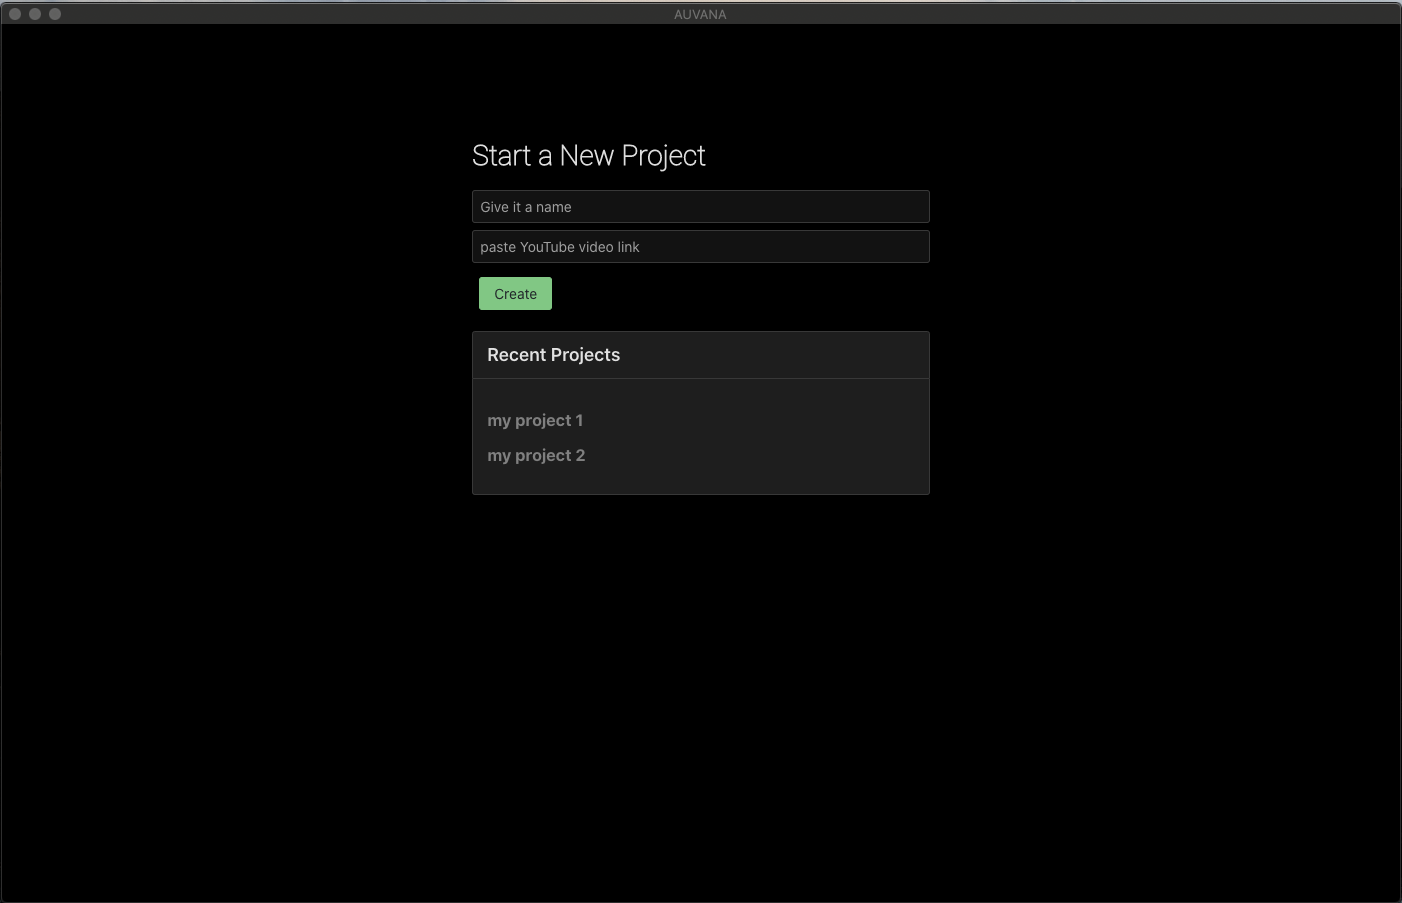 AUVANA
Start a New Project
Give it a name
paste YouTube video link
Create
Recent Projects
my project 1
my project 2